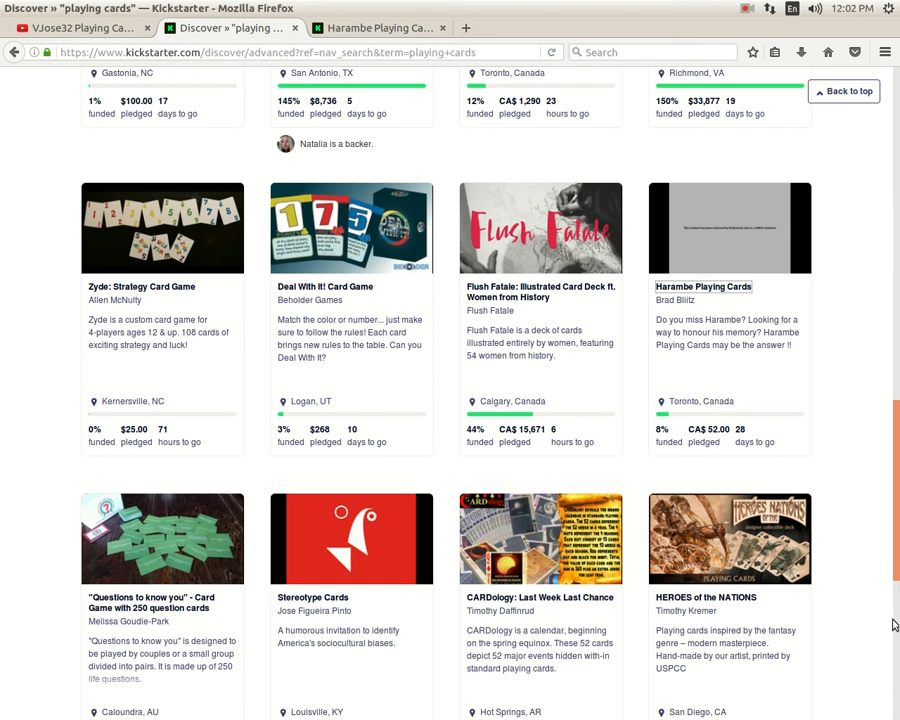 Discover » "playing cards" — Kickstarter - Mozilla Firefox
En 12:02 PM
VJose32 Playing Ca... Discover » "playing ... Harambe Playing Ca...
https://www.kickstarter.com/discover/advanced?ref=nav_search&term=playing+cards Search
Back to top
Gastonia, NC
1% $100.00 17
funded pledged days to go
San Antonio, TX
145% $8,736 5
funded pledged days to go
Natalia is a backer.
Toronto, Canada
12% CA$ 1,290 23
funded pledged hours to go
Richmond, VA
150% $33,877 19
funded pledged days to go
Zyde: Strategy Card Game
Allen McNulty
Zyde is a custom card game for
4-players ages 12 & up. 108 cards of
exciting strategy and luck!
Kernersville, NC
0% $25.00 71
funded pledged hours to go
1 7 5 DEAL WITH IT
Deal With It! Card Game
Beholder Games
Match the color or number... just make
sure to follow the rules! Each card
brings new rules to the table. Can you
Deal With It?
Logan, UT
3% $268 10
funded pledged days to go
Flush Fatale
Flush Fatale: Illustrated Card Deck ft.
Women from History
Flush Fatale
Flush Fatale is a deck of cards
illustrated entirely by women, featuring
54 women from history.
Calgary, Canada
44% CA$ 15,671 6
funded pledged hours to go
Harambe Playing Cards
Brad Bliitz
Do you miss Harambe? Looking for a
way to honour his memory? Harambe
Playing Cards may be the answer !!
Toronto, Canada
8% CA$ 52.00 28
funded pledged days to go
"Questions to know you" - Card
Game with 250 question cards
Melissa Goudie-Park
"Questions to know you" is designed to
be played by couples or a small group
divided into pairs. It is made up of 250
life questions.
Caloundra, AU
Stereotype Cards
Jose Figueira Pinto
A humorous invitation to identify
America's sociocultural biases.
Louisville, KY
CARDology: Last Week Last Chance
Timothy Daffinrud
CARDology is a calendar, beginning
on the spring equinox. These 52 cards
depict 52 major events hidden with-in
standard playing cards.
Hot Springs, AR
HEROES NATIONS
PLAYING CARDS
HEROES of the NATIONS
Timothy Kremer
Playing cards inspired by the fantasy
genre – modern masterpiece.
Hand-made by our artist, printed by
USPCC
San Diego, CA